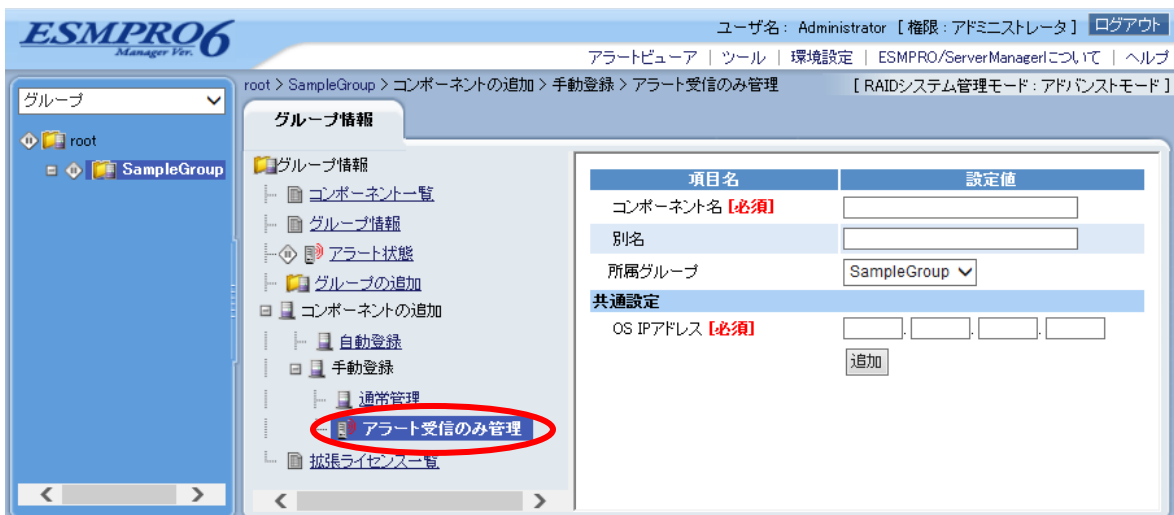 ESMPRO6
Manager Ver.
ユーザ名： Administrator [ 権限 : アドミニストレータ ] ログアウト
アラートビューア | ツール | 環境設定 | ESMPRO/ServerManagerについて | ヘルプ
グループ
root
SampleGroup
root > SampleGroup > コンポーネントの追加 > 手動登録 > アラート受信のみ管理
[ RAIDシステム管理モード : アドバンストモード ]
グループ情報
グループ情報
コンポーネント一覧
グループ情報
アラート状態
グループの追加
コンポーネントの追加
自動登録
手動登録
通常管理
アラート受信のみ管理
拡張ライセンス一覧
項目名 設定値
コンポーネント名 [必須]
別名
所属グループ SampleGroup
共通設定
OS IPアドレス [必須] . . .
追加